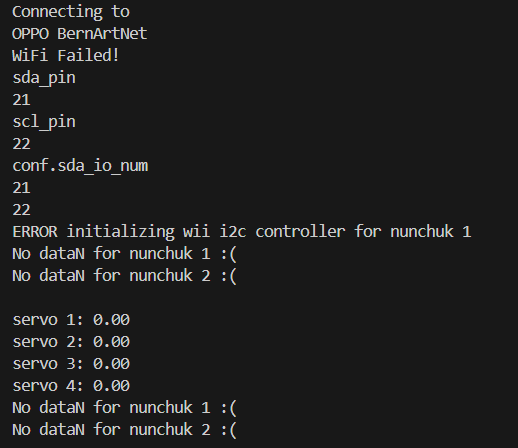 Connecting to
OPPO BernArtNet
WiFi Failed!
sda_pin
21
scl_pin
22
conf.sda_io_num
21
22
ERROR initializing wii i2c controller for nunchuk 1
No dataN for nunchuk 1 :(
No dataN for nunchuk 2 :(
servo 1: 0.00
servo 2: 0.00
servo 3: 0.00
servo 4: 0.00
No dataN for nunchuk 1 :(
No dataN for nunchuk 2 :(